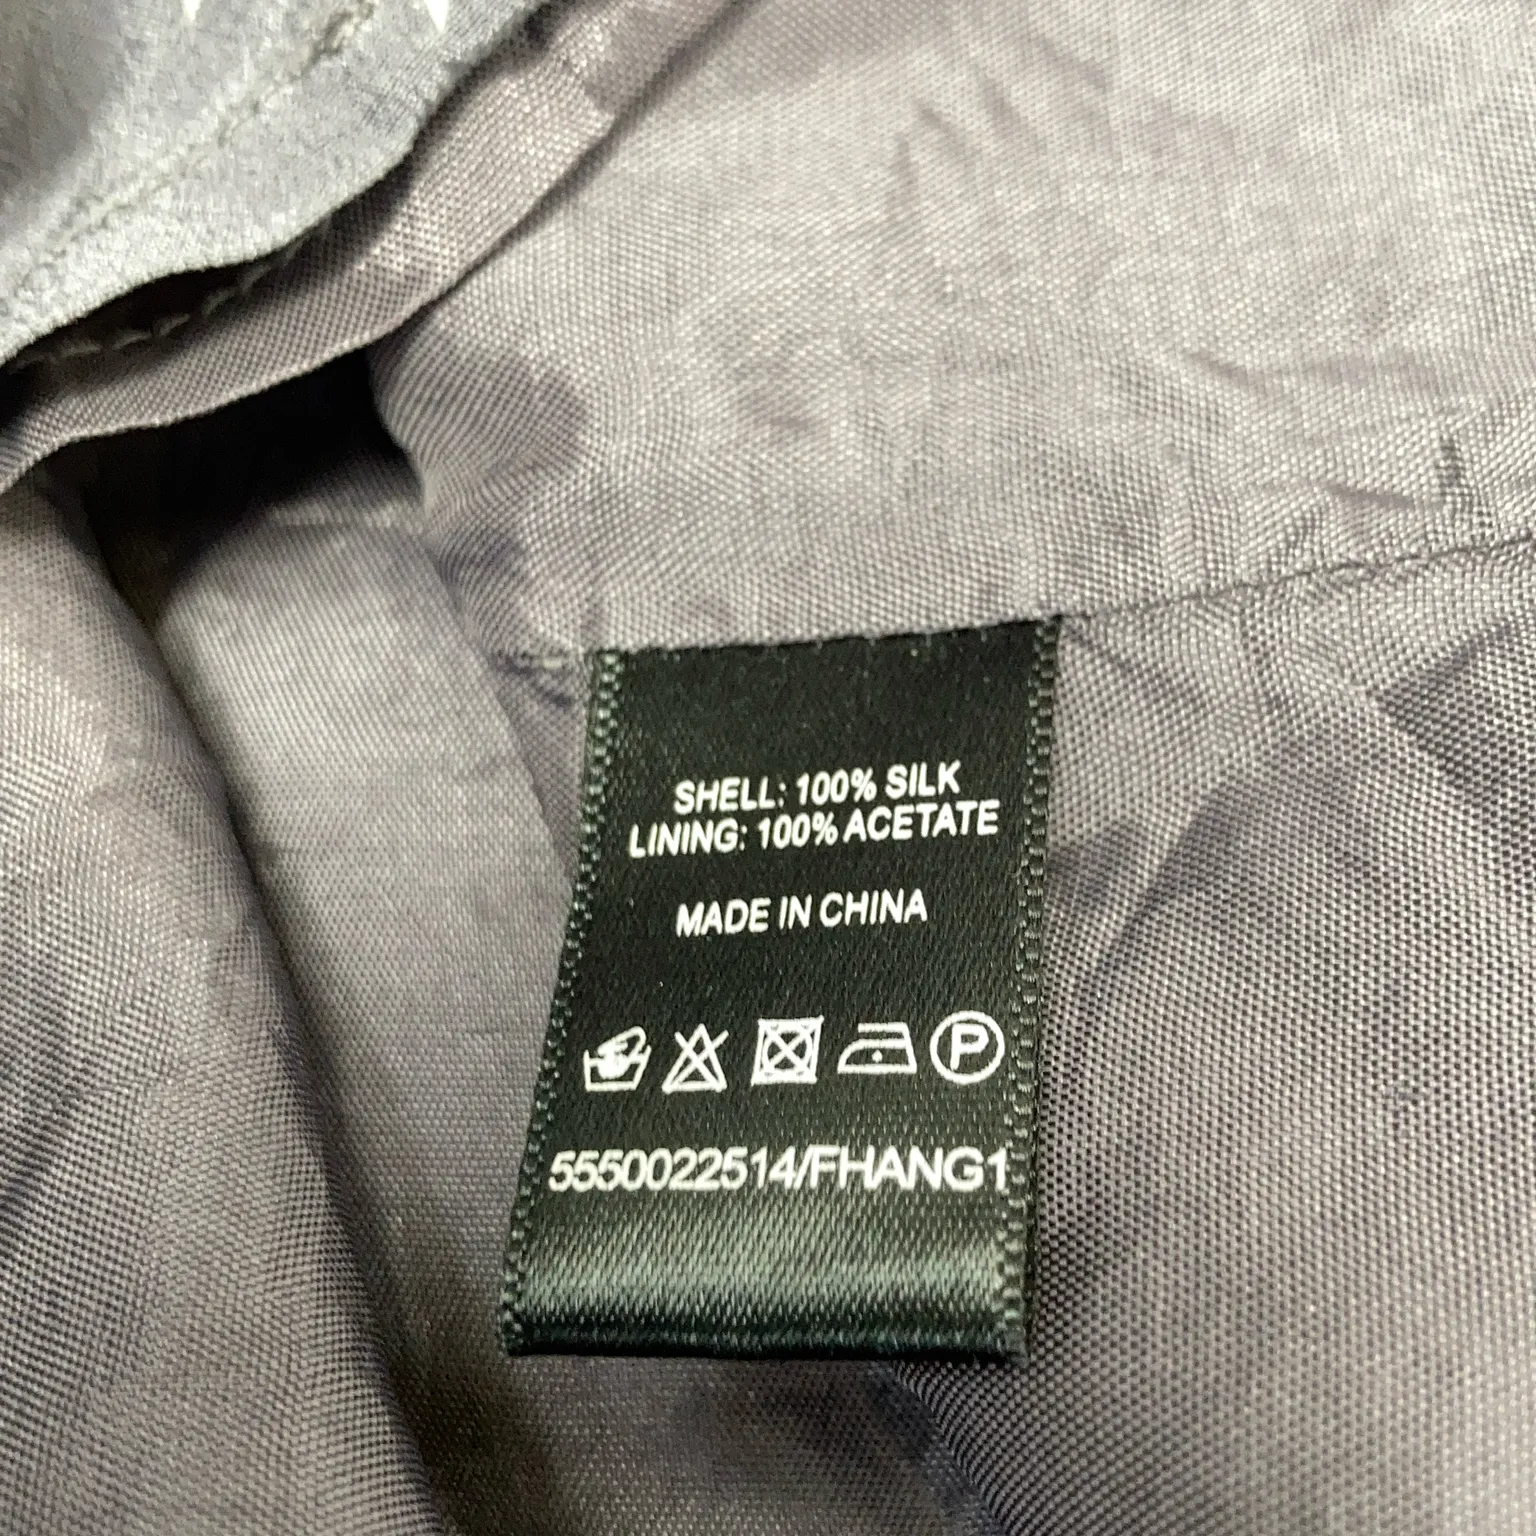 SHELL: 100% SILK
LINING: 100% ACETATE
MADE IN CHINA
P
5550022514/FHANG1